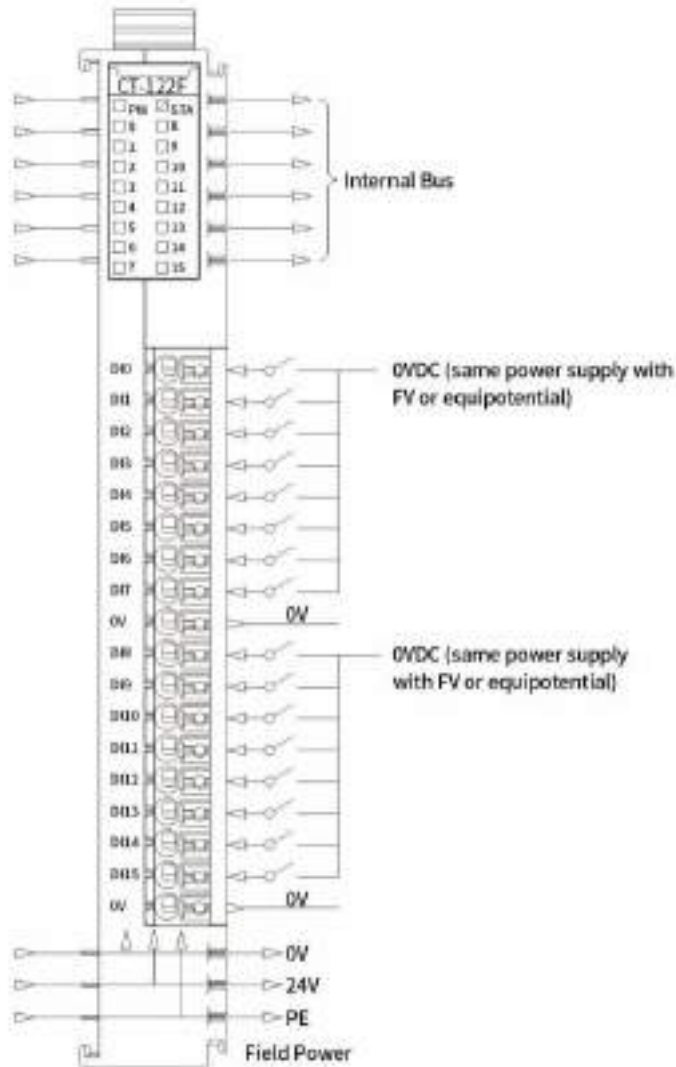 CT-122F
PW STA
0 8
1 9
2 10
3 11
4 12
5 13
6 14
7 15
Internal Bus
DI0
0VDC (same power supply with
FV or equipotential)
DI1
DI2
DI3
DI4
DI5
DI6
DI7
0V 0V
DI8
0VDC (same power supply
with FV or equipotential)
DI9
DI10
DI11
DI12
DI13
DI14
DI15
0V 0V
0V
24V
PE
Field Power